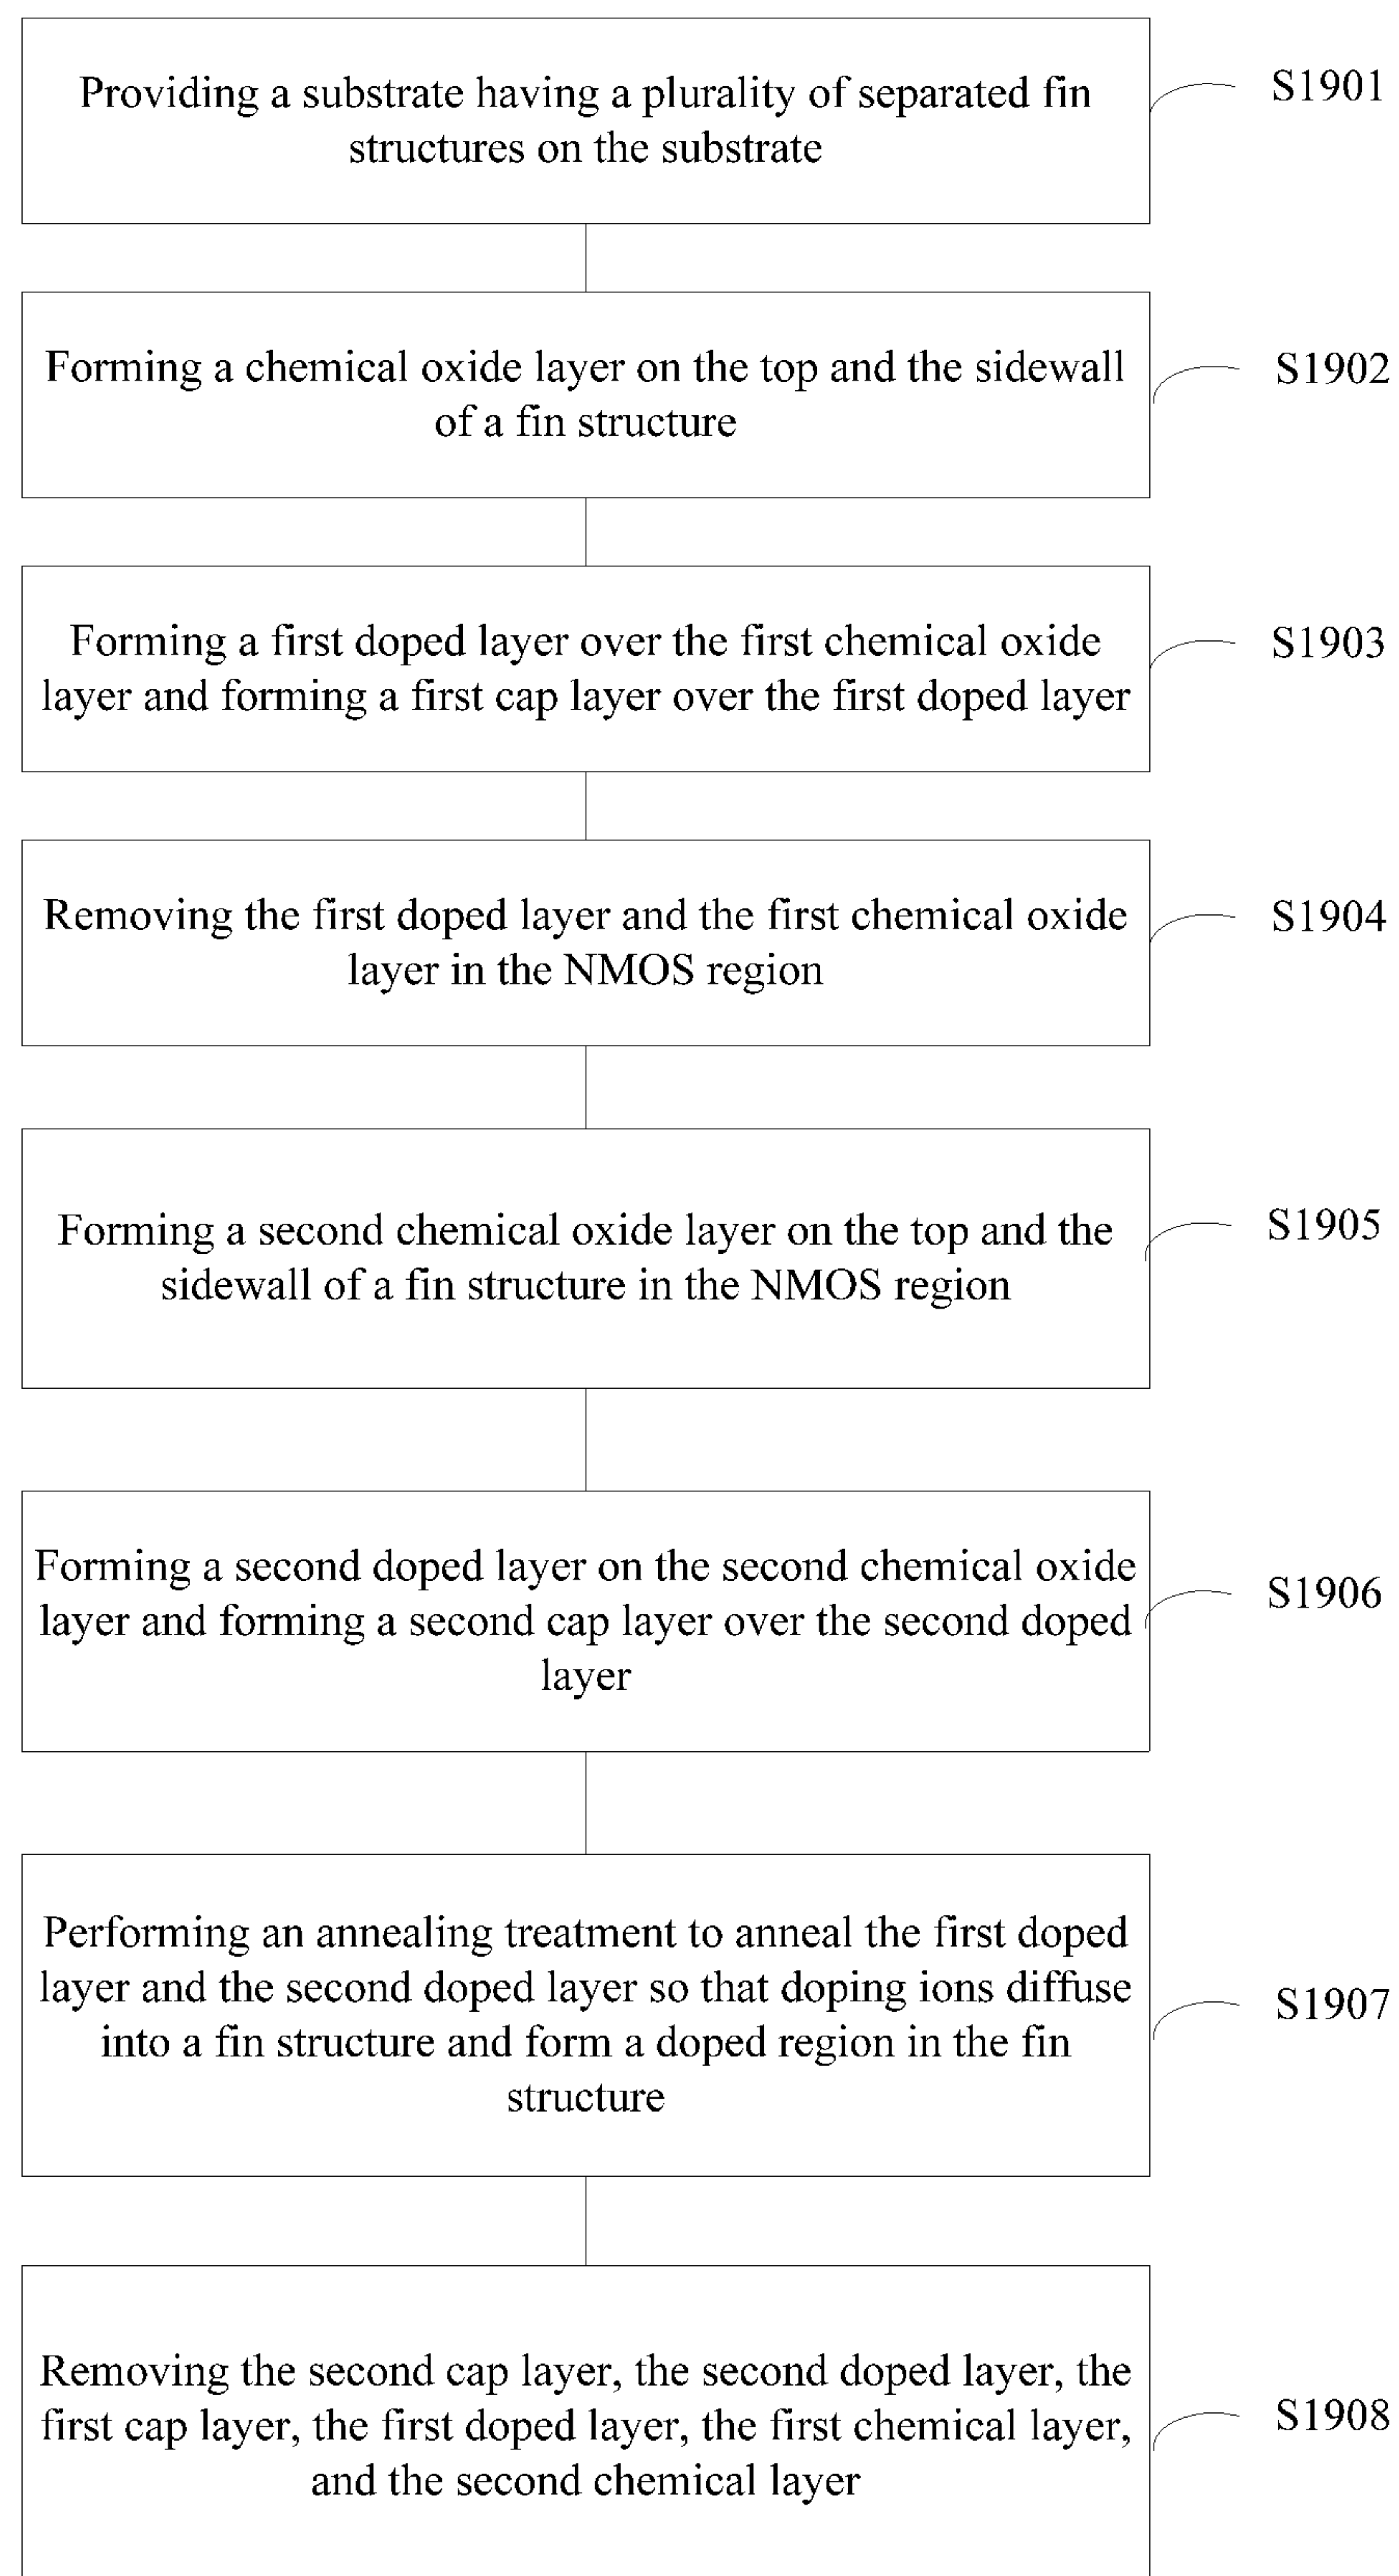 Providing a substrate having a plurality of separated fin
structures on the substrate
S1901
Forming a chemical oxide layer on the top and the sidewall
of a fin structure
S1902
Forming a first doped layer over the first chemical oxide
layer and forming a first cap layer over the first doped layer
S1903
Removing the first doped layer and the first chemical oxide
layer in the NMOS region
S1904
Forming a second chemical oxide layer on the top and the
sidewall of a fin structure in the NMOS region
S1905
Forming a second doped layer on the second chemical oxide
layer and forming a second cap layer over the second doped
layer
S1906
Performing an annealing treatment to anneal the first doped
layer and the second doped layer so that doping ions diffuse
into a fin structure and form a doped region in the fin
structure
S1907
Removing the second cap layer, the second doped layer, the
first cap layer, the first doped layer, the first chemical layer,
and the second chemical layer
S1908